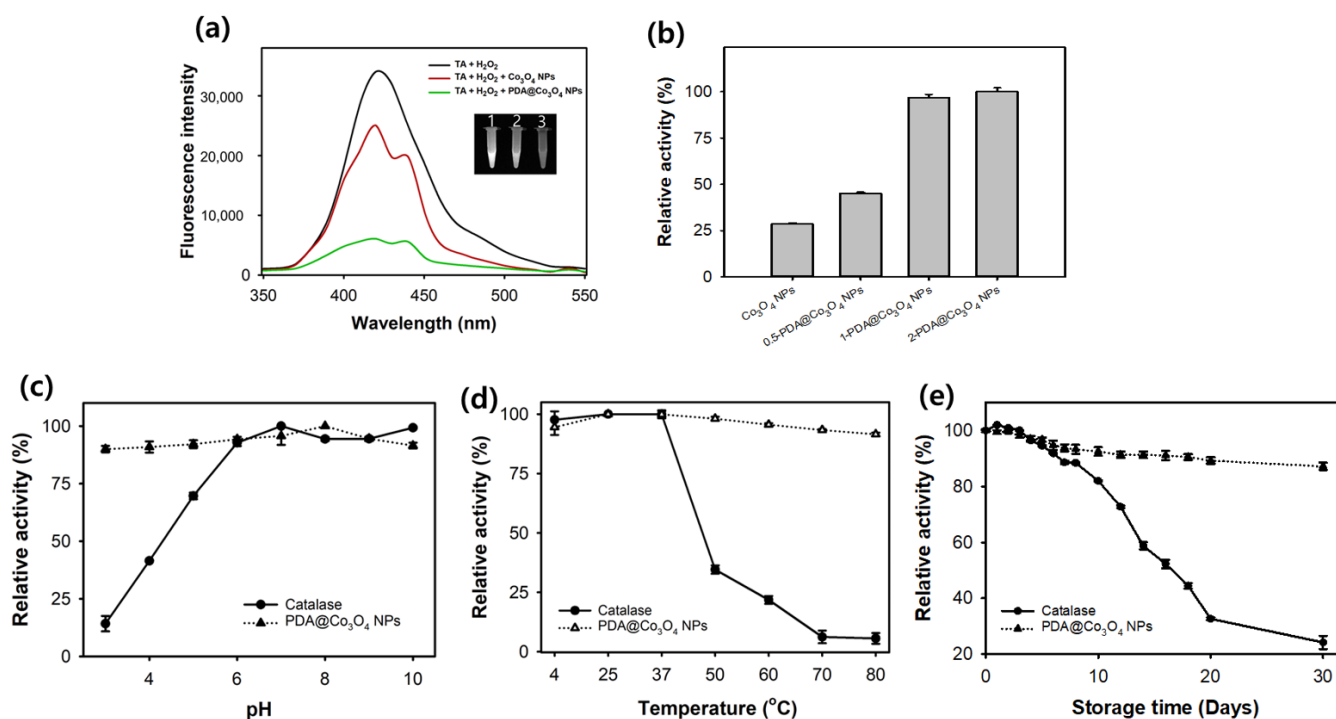 (a)
Fluorescence intensity
30,000
20,000
10,000
0
TA + H₂O₂
TA + H₂O₂ + Co₃O₄ NPs
TA + H₂O₂ + PDA@Co₃O₄ NPs
1 2 3
350 400 450 500 550
Wavelength (nm)
(b)
Relative activity (%)
100
75
50
25
0
Co₃O₄ NPs
0.5-PDA@Co₃O₄ NPs
1-PDA@Co₃O₄ NPs
2-PDA@Co₃O₄ NPs
(c)
Relative activity (%)
100
75
50
25
0
Catalase
PDA@Co₃O₄ NPs
4 6 8 10
pH
(d)
Relative activity (%)
100
75
50
25
0
Catalase
PDA@Co₃O₄ NPs
4 25 37 50 60 70 80
Temperature (°C)
(e)
Relative activity (%)
100
80
60
40
20
Catalase
PDA@Co₃O₄ NPs
0 10 20 30
Storage time (Days)